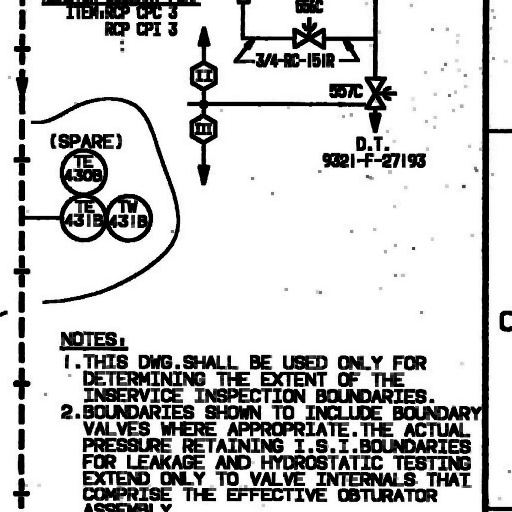 ITEM:RCP CPC 3
RCP CPI 3
556C
3/4-RC-151R
II
557C
III
D.T.
9321-F-27193
(SPARE)
TE
430B
TE
431B
TW
431B
C
NOTES:
1.THIS DWG.SHALL BE USED ONLY FOR
DETERMINING THE EXTENT OF THE
INSERVICE INSPECTION BOUNDARIES.
2.BOUNDARIES SHOWN TO INCLUDE BOUNDARY
VALVES WHERE APPROPRIATE.THE ACTUAL
PRESSURE RETAINING I.S.I.BOUNDARIES
FOR LEAKAGE AND HYDROSTATIC TESTING
EXTEND ONLY TO VALVE INTERNALS THAT
COMPRISE THE EFFECTIVE OBTURATOR
ASSEMBLY